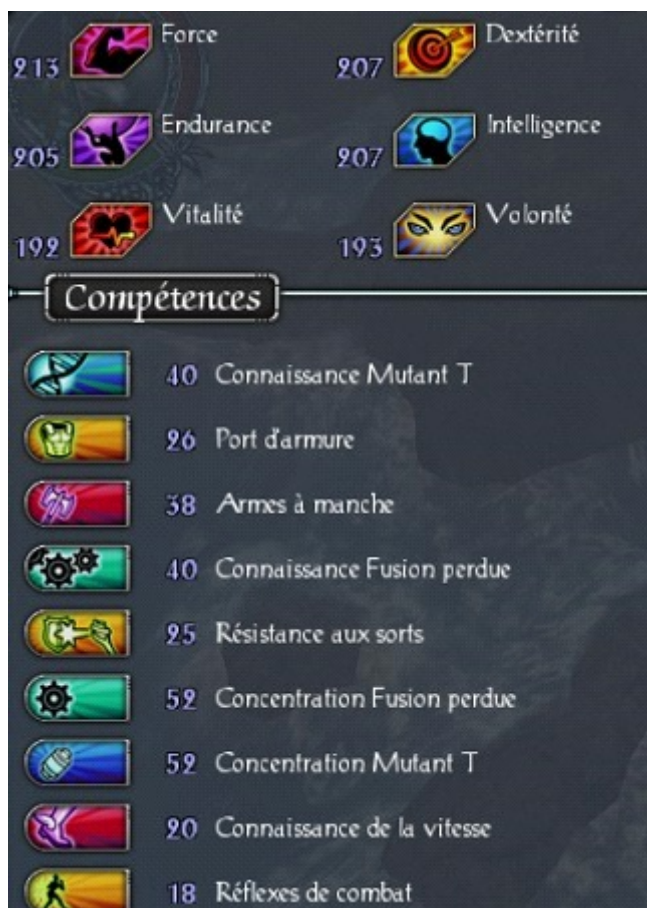 Force
Dextérité
213
207
Endurance
Intelligence
205
207
Vitalité
Volonté
192
193
Compétences
40 Connaissance Mutant T
26 Port d'armure
38 Armes à manche
40 Connaissance Fusion perdue
25 Résistance aux sorts
52 Concentration Fusion perdue
52 Concentration Mutant T
20 Connaissance de la vitesse
18 Réflexes de combat